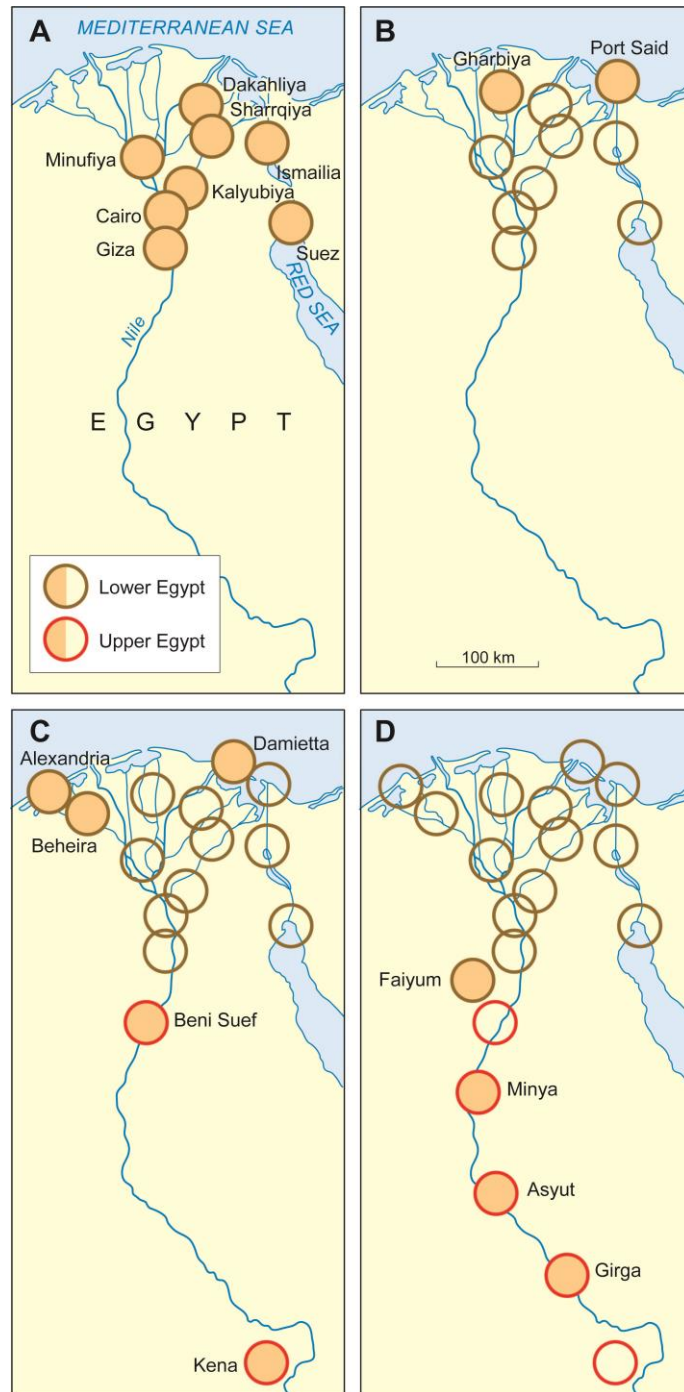 A
MEDITERRANEAN SEA
Dakahliya
Sharrqiya
Minufiya
Ismailia
Kalyubiya
Cairo
Giza
Suez
RED SEA
Nile
EGYPT
Lower Egypt
Upper Egypt
B
Port Said
Gharbiya
100 km
C
Damietta
Alexandria
Beheira
Beni Suef
Kena
D
Faiyum
Minya
Asyut
Girga